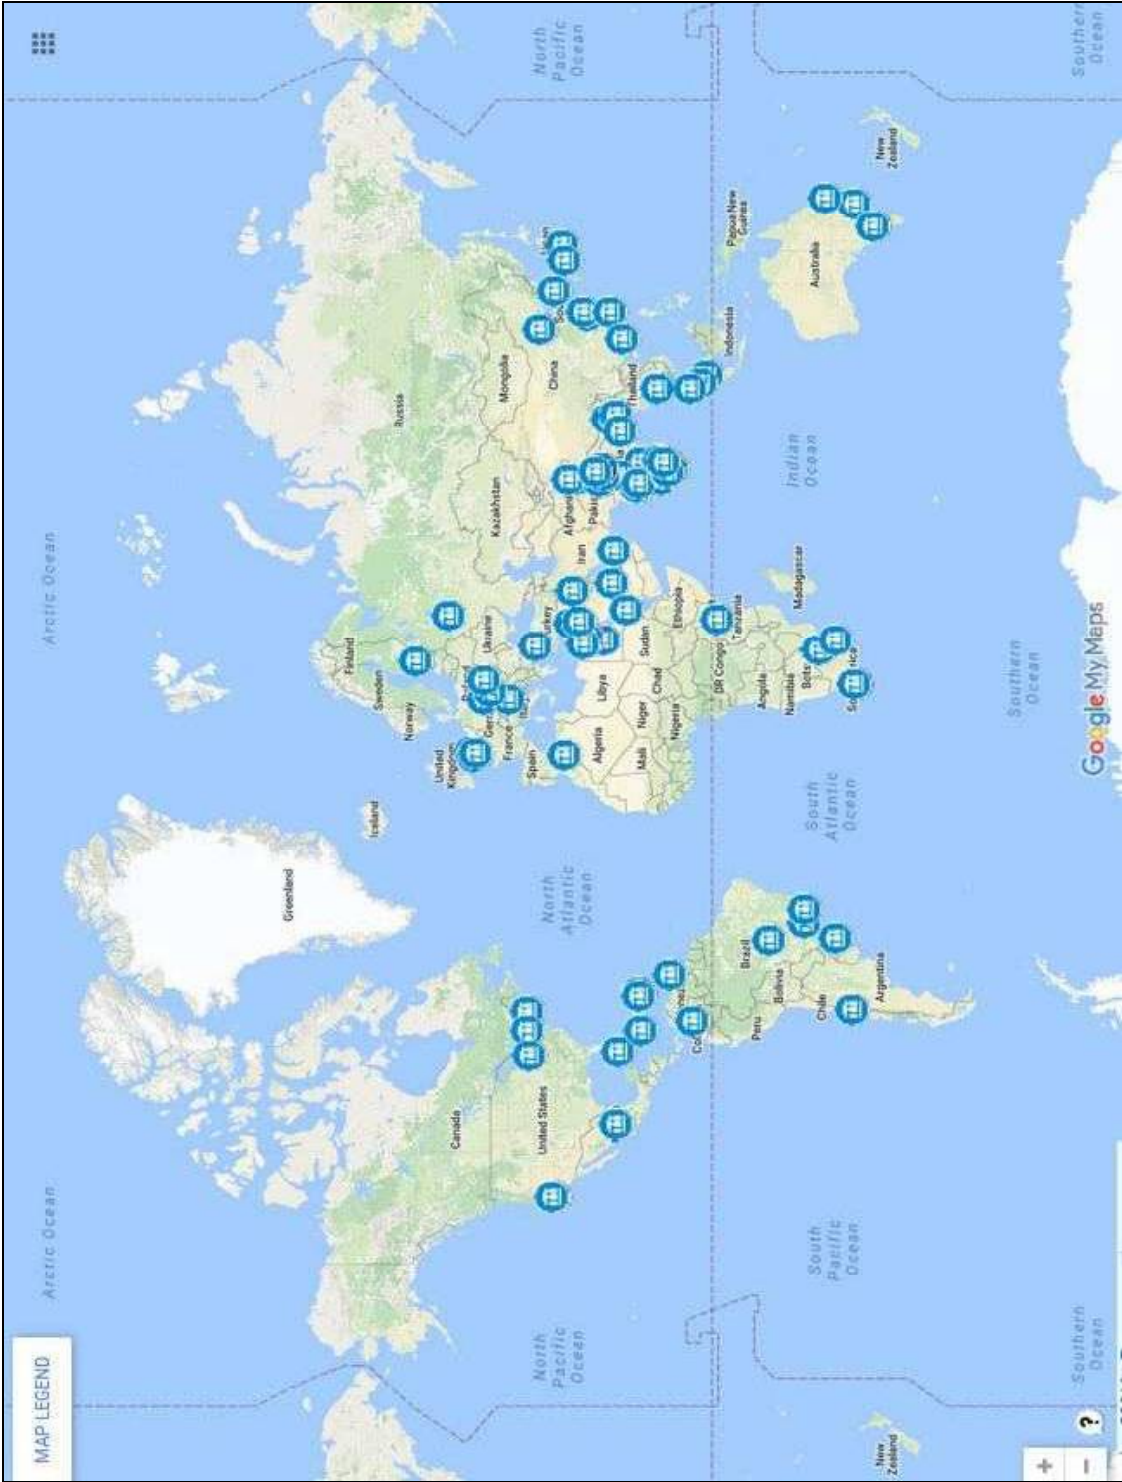 MAP LEGEND
Arctic Ocean
Arctic Ocean
Greenland
Iceland
Finland
Sweden
Norway
Russia
Canada
United
Kingdom
Ukraine
France
Spain
Kazakhstan
Mongolia
United States
China
Iran
North
Pacific
Ocean
North
Atlantic
Ocean
North
Pacific
Ocean
Algeria
Libya
Mali
Niger
Chad
Sudan
Nigeria
Ethiopia
Thailand
DR Congo
Tanzania
Indonesia
Papua New
Guinea
Brazil
Peru
Bolivia
Angola
Namibia
Madagascar
Indian
Ocean
Australia
South
Pacific
Ocean
South
Atlantic
Ocean
Chile
Argentina
New
Zealand
New
Zealand
Southern
Ocean
Southern
Ocean
Southern
Ocean
Google My Maps
+
−
?